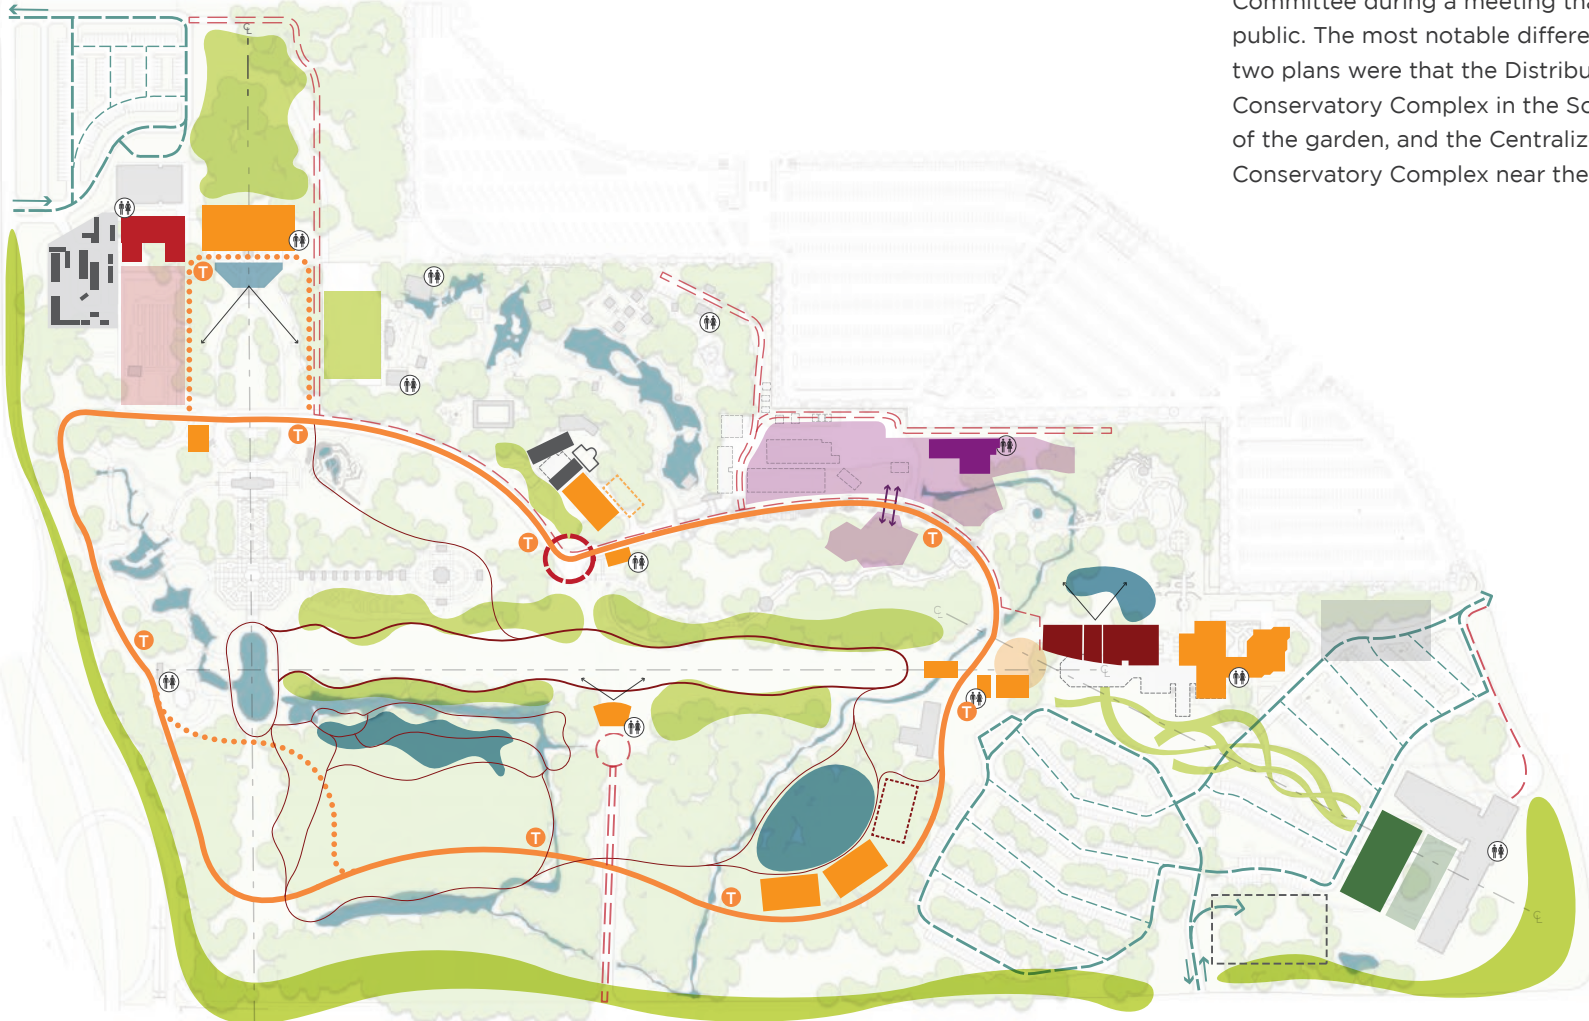 Committee during a meeting tha
public. The most notable differe
two plans were that the Distribu
Conservatory Complex in the So
of the garden, and the Centraliz
Conservatory Complex near the
T
T
T
T
T
T
T
T